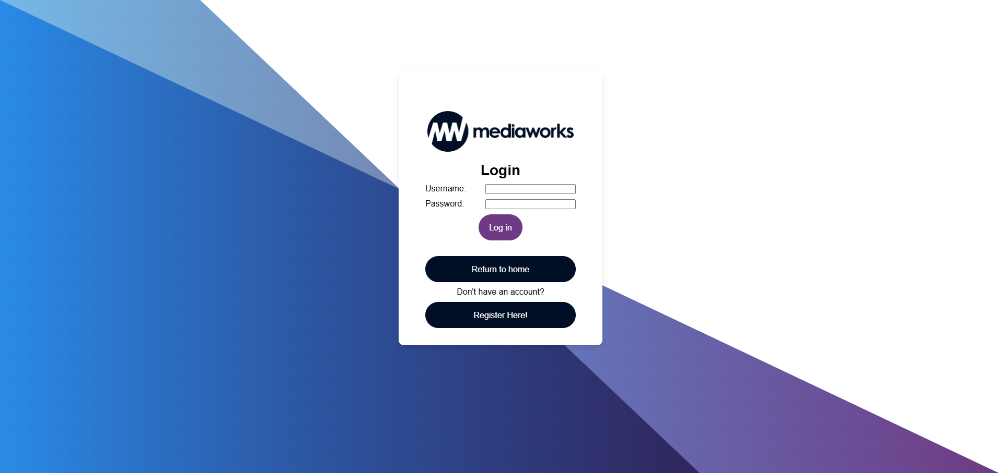 MW mediaworks
Login
Username:
Password:
Log in
Return to home
Don't have an account?
Register Here!